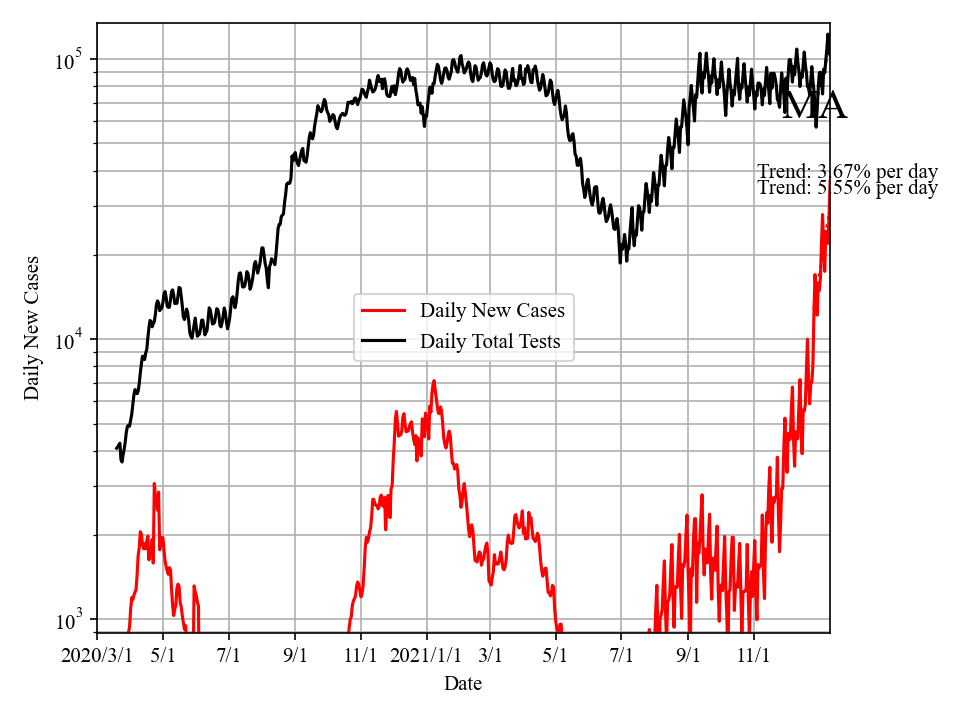 10^5
MA
Trend: 3.67% per day
Trend: 5.55% per day
Daily New Cases
Daily New Cases
Daily Total Tests
10^4
10^3
2020/3/1 5/1 7/1 9/1 11/1 2021/1/1 3/1 5/1 7/1 9/1 11/1
Date